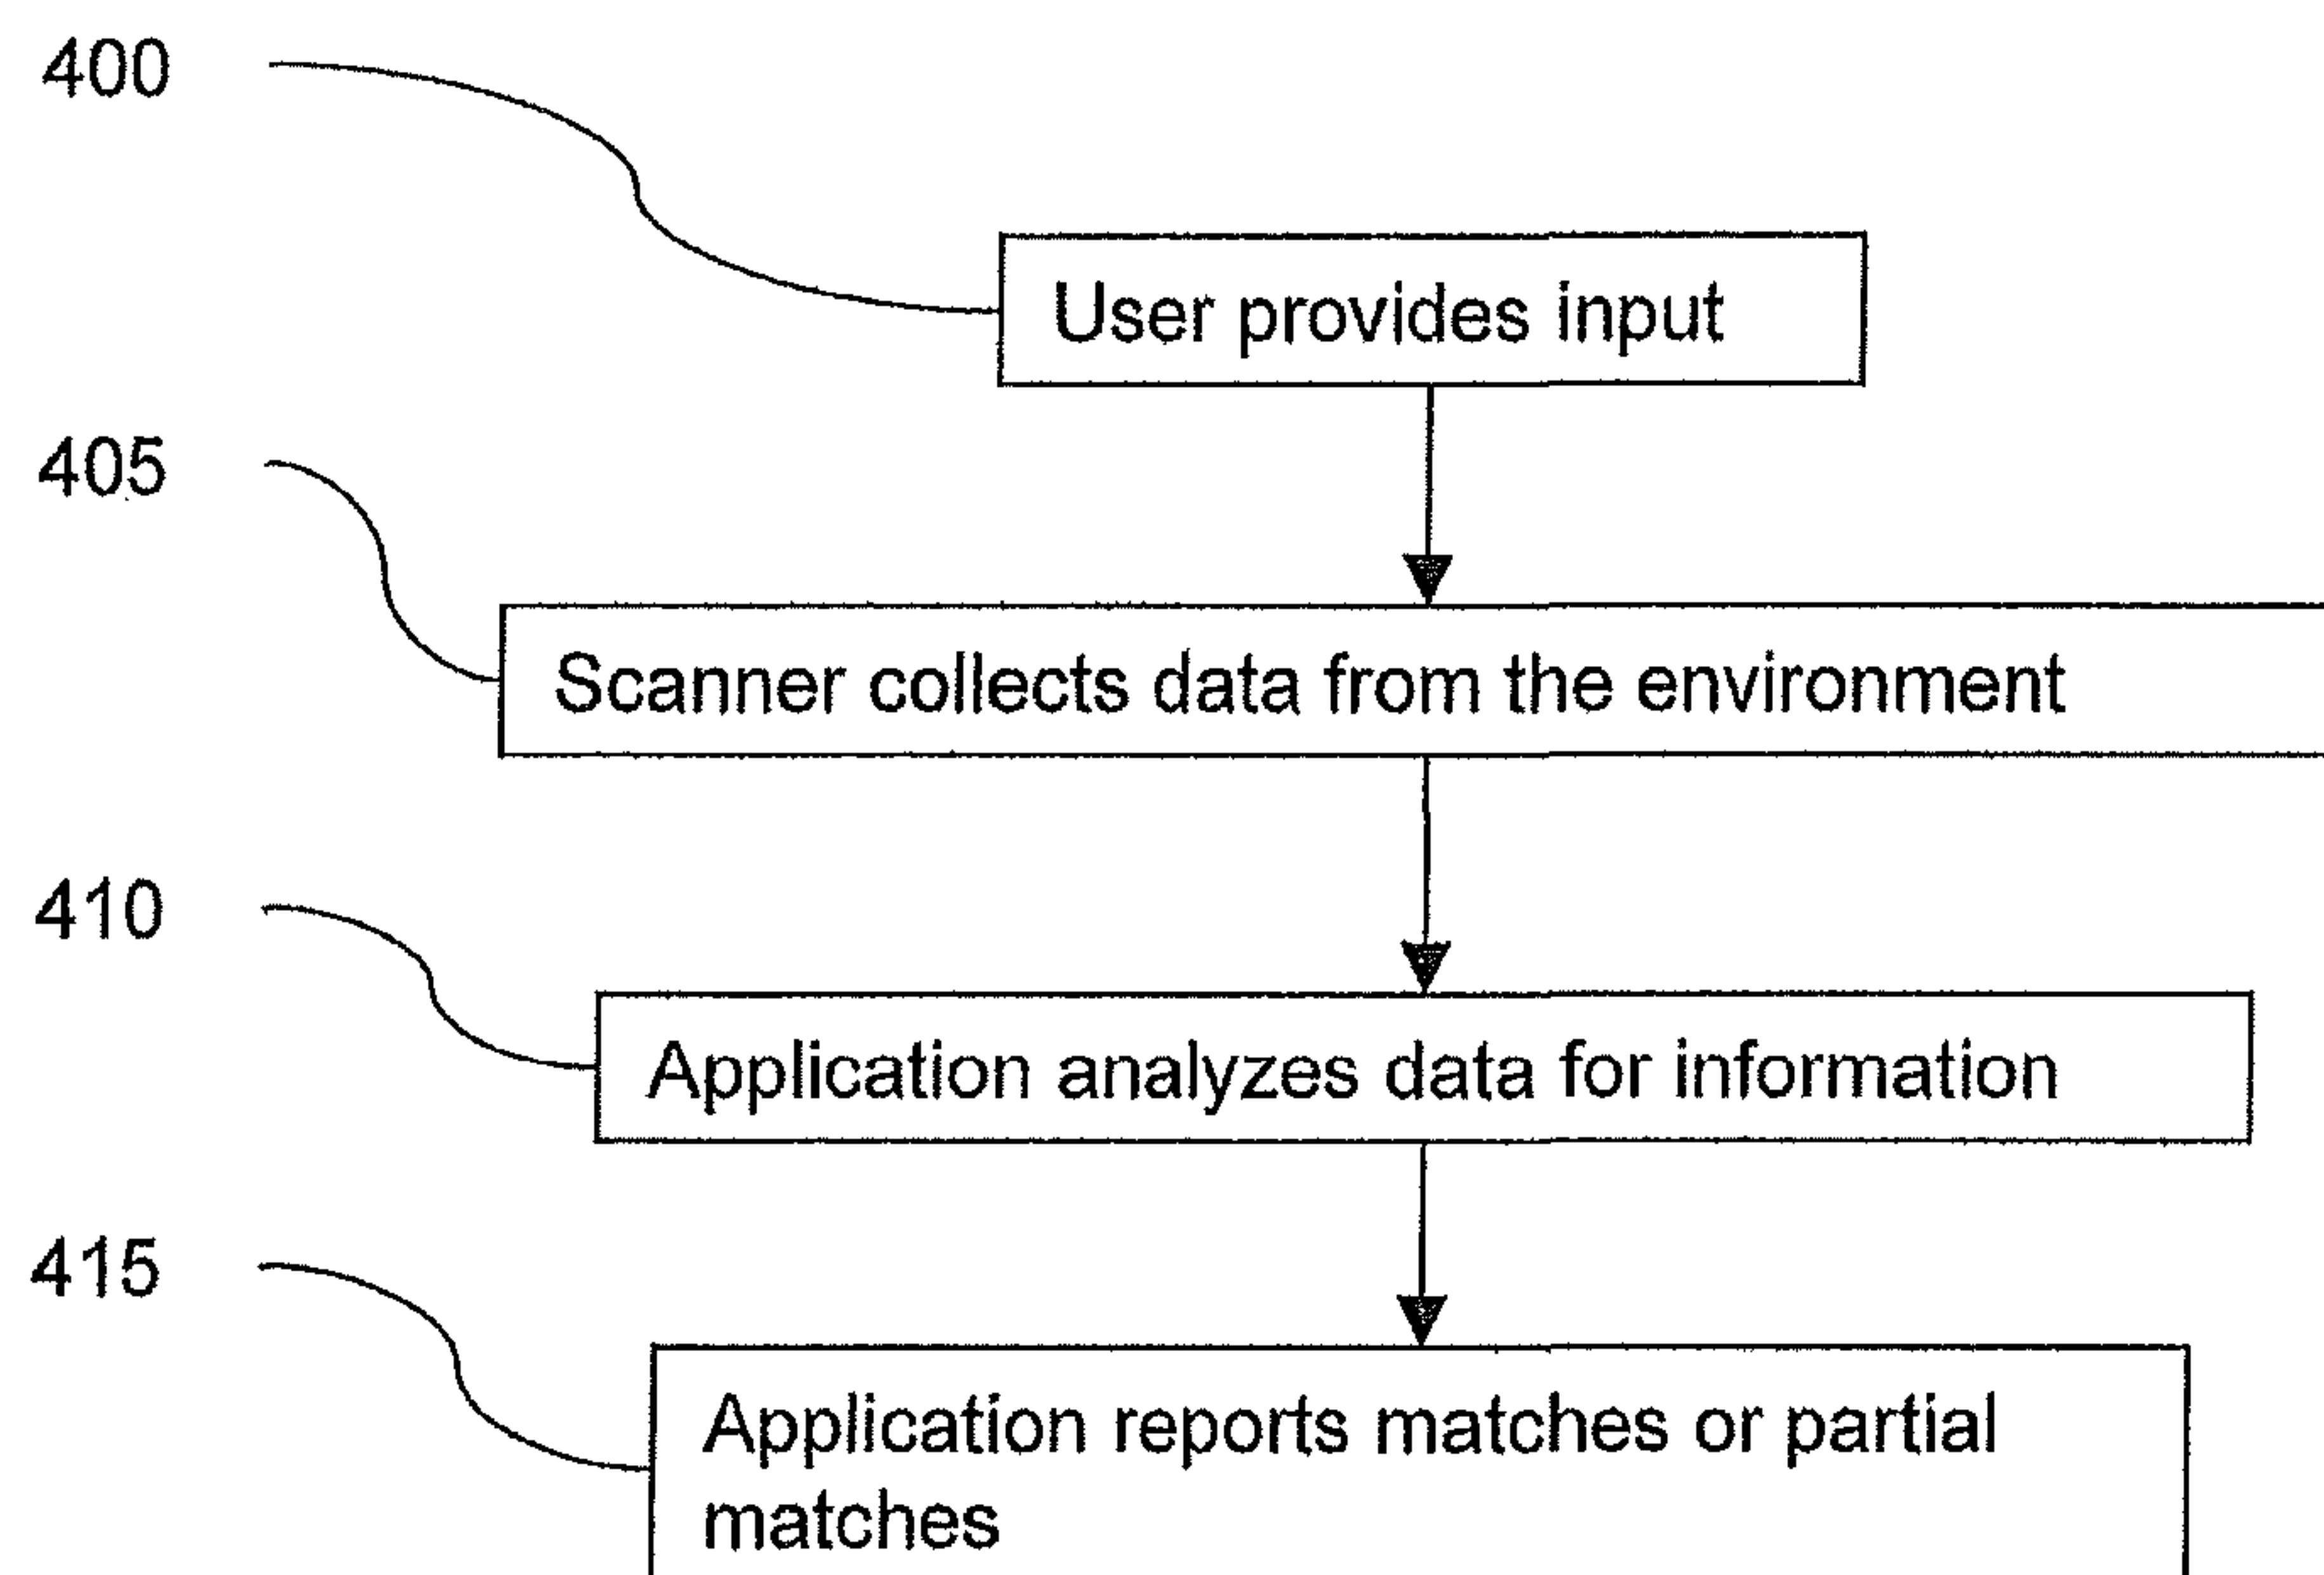 400
User provides input
405
Scanner collects data from the environment
410
Application analyzes data for information
415
Application reports matches or partial
matches